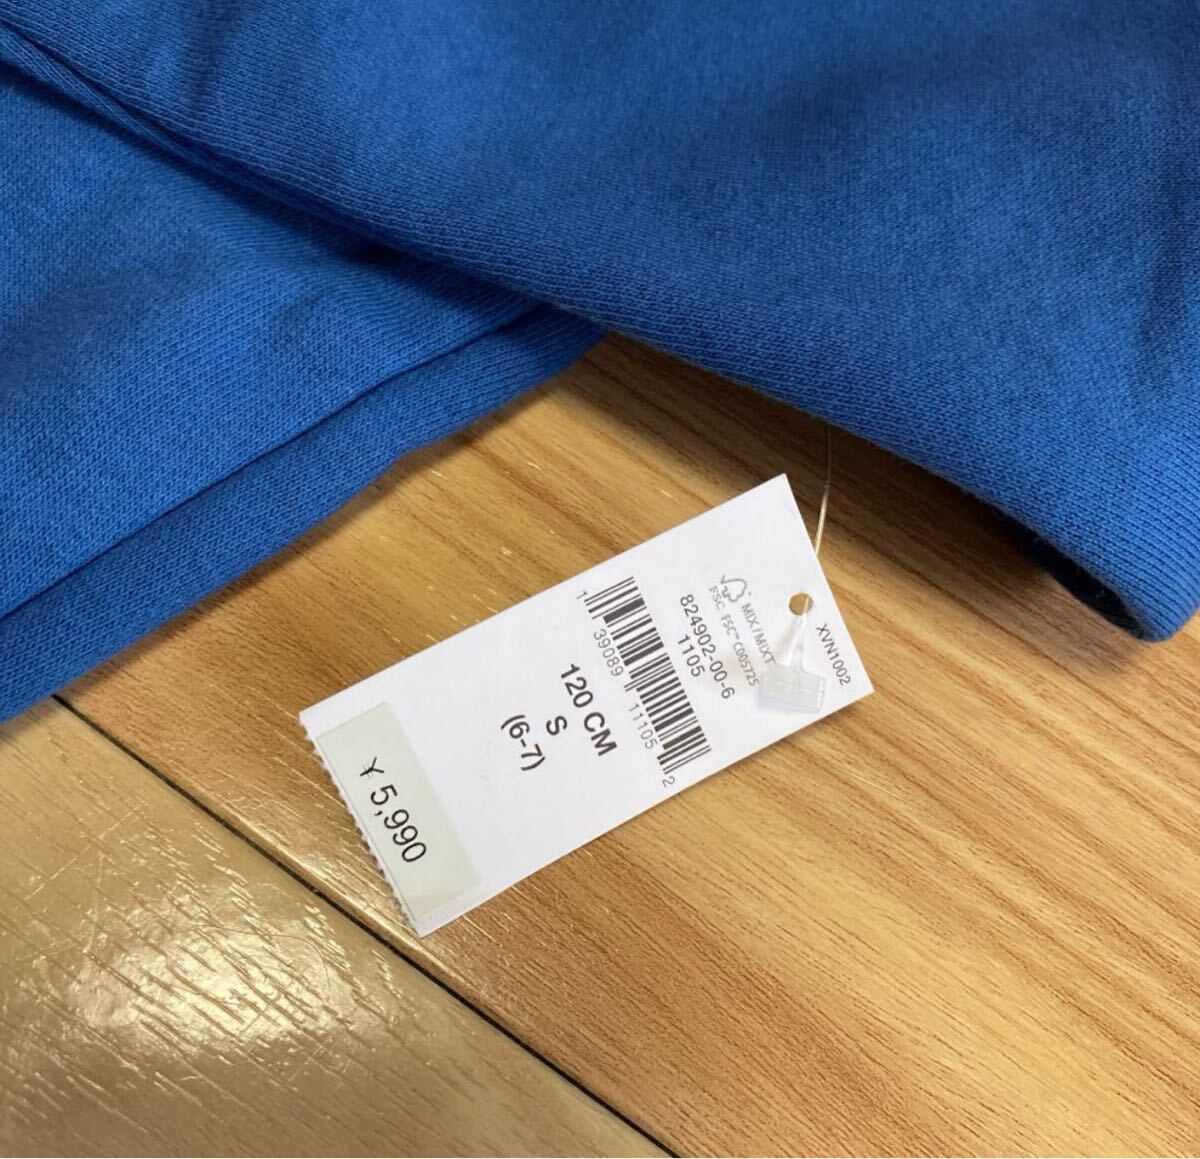 XVN1002
MIX/MIXT
FSC FSC™ C005725
824902-00-6
1105
1 39089 11105 2
120 CM
S
(6-7)
¥ 5,990